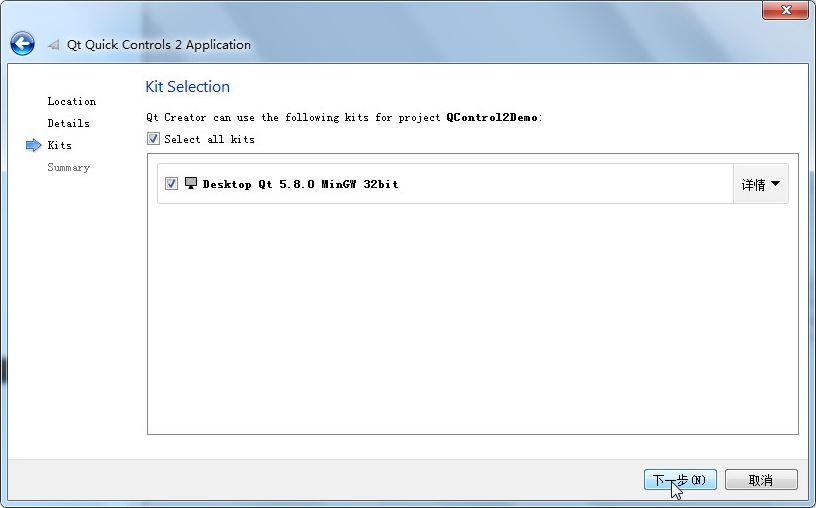 Qt Quick Controls 2 Application
Location
Details
Kits
Summary
Kit Selection
Qt Creator can use the following kits for project QControl2Demo:
Select all kits
Desktop Qt 5.8.0 MinGW 32bit
详情
下一步(N)
取消